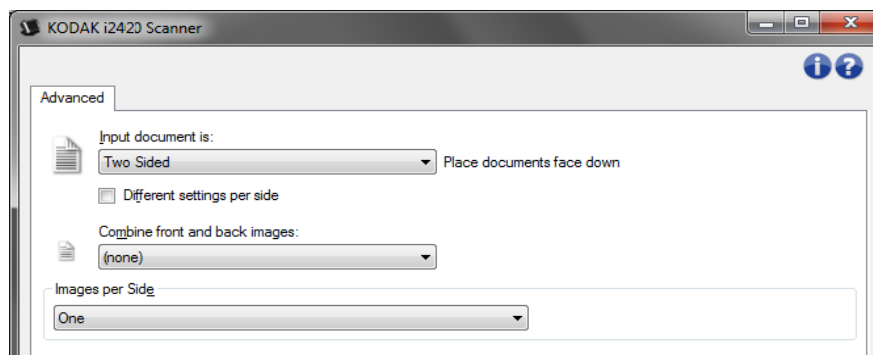 KODAK i2420 Scanner
Advanced
Input document is:
Two Sided Place documents face down
Different settings per side
Combine front and back images:
(none)
Images per Side
One